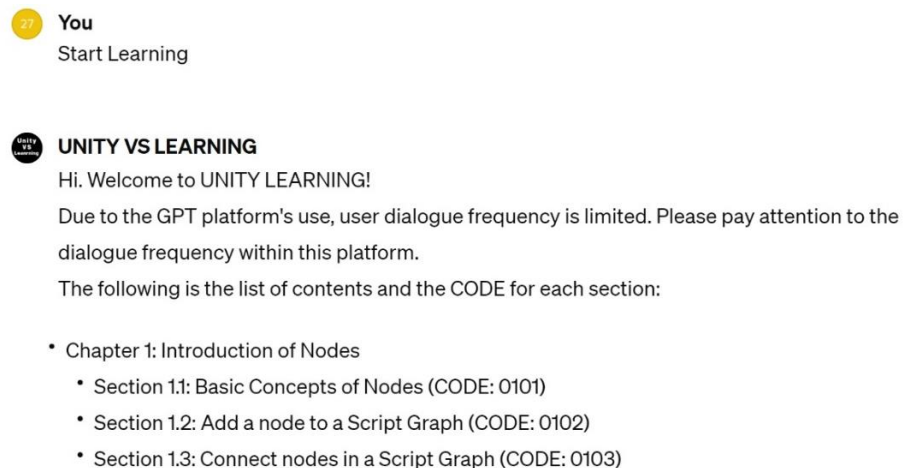 27
You
Start Learning
Unity
VS
Learning
UNITY VS LEARNING
Hi. Welcome to UNITY LEARNING!
Due to the GPT platform's use, user dialogue frequency is limited. Please pay attention to the
dialogue frequency within this platform.
The following is the list of contents and the CODE for each section:
• Chapter 1: Introduction of Nodes
• Section 1.1: Basic Concepts of Nodes (CODE: 0101)
• Section 1.2: Add a node to a Script Graph (CODE: 0102)
• Section 1.3: Connect nodes in a Script Graph (CODE: 0103)